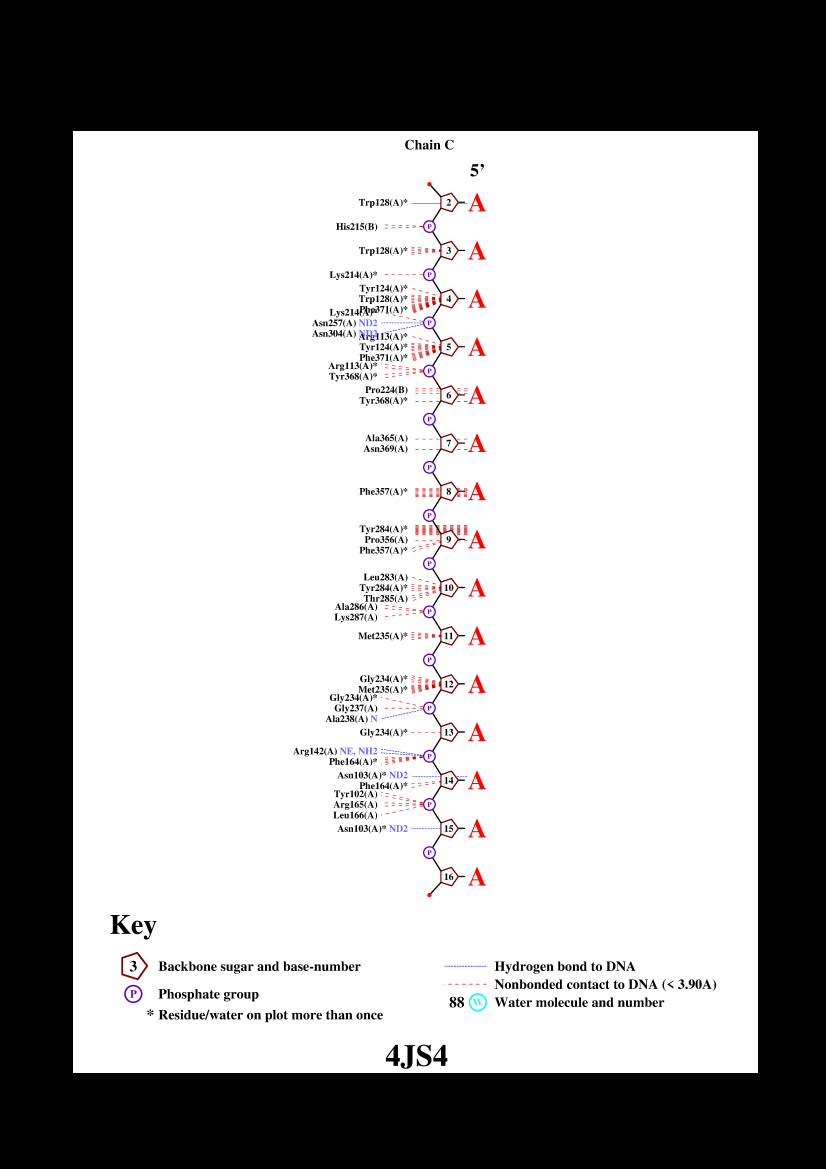 Chain C
5’
Trp128(A)* 2 A
His215(B) P
Trp128(A)* 3 A
Lys214(A)* P
Tyr124(A)*
Trp128(A)* 4 A
Phe371(A)*
Lys214(A)*
Asn257(A) ND2 P
Asn304(A) ND2
Arg113(A)*
Tyr124(A)* 5 A
Phe371(A)*
Arg113(A)* P
Tyr368(A)*
Pro224(B) 6 A
Tyr368(A)*
P
Ala365(A) 7 A
Asn369(A)
P
Phe357(A)* 8 A
P
Tyr284(A)*
Pro356(A) 9 A
Phe357(A)*
P
Leu283(A)
Tyr284(A)* 10 A
Thr285(A)
Ala286(A) P
Lys287(A)
Met235(A)* 11 A
P
Gly234(A)* 12 A
Met235(A)*
Gly234(A)*
Gly237(A) P
Ala238(A) N
Gly234(A)* 13 A
Arg142(A) NE, NH2 P
Phe164(A)*
Asn103(A)* ND2 14 A
Phe164(A)*
Tyr102(A)
Arg165(A) P
Leu166(A)
Asn103(A)* ND2 15 A
P
16 A
Key
3 Backbone sugar and base-number
P Phosphate group
* Residue/water on plot more than once
Hydrogen bond to DNA
Nonbonded contact to DNA (< 3.90A)
88 W Water molecule and number
4JS4